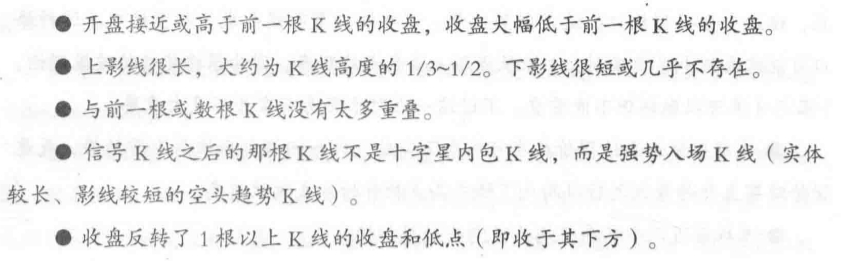 ● 开盘接近或高于前一根 K 线的收盘，收盘大幅低于前一根 K 线的收盘。
● 上影线很长，大约为 K 线高度的 1/3~1/2。下影线很短或几乎不存在。
● 与前一根或数根 K 线没有太多重叠。
● 信号 K 线之后的那根 K 线不是十字星内包 K 线，而是强势入场 K 线（实体
较长、影线较短的空头趋势 K 线）。
● 收盘反转了 1 根以上 K 线的收盘和低点（即收于其下方）。